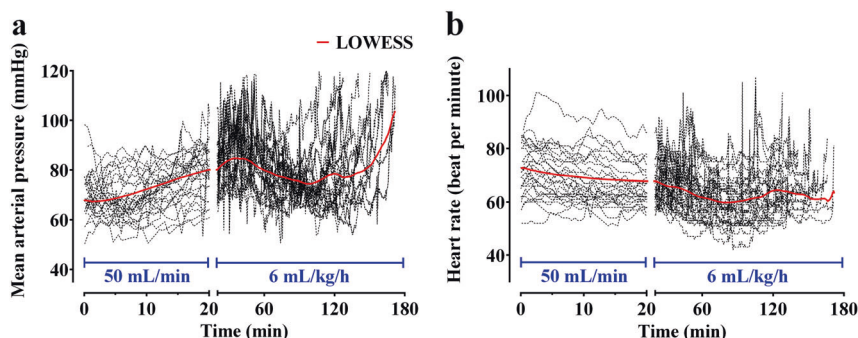 a
LOWESS
Mean arterial pressure (mmHg)
120
100
80
60
40
50 mL/min
6 mL/kg/h
0
10
20
60
120
180
Time (min)
b
Heart rate (beat per minute)
100
80
60
40
50 mL/min
6 mL/kg/h
0
10
20
60
120
180
Time (min)